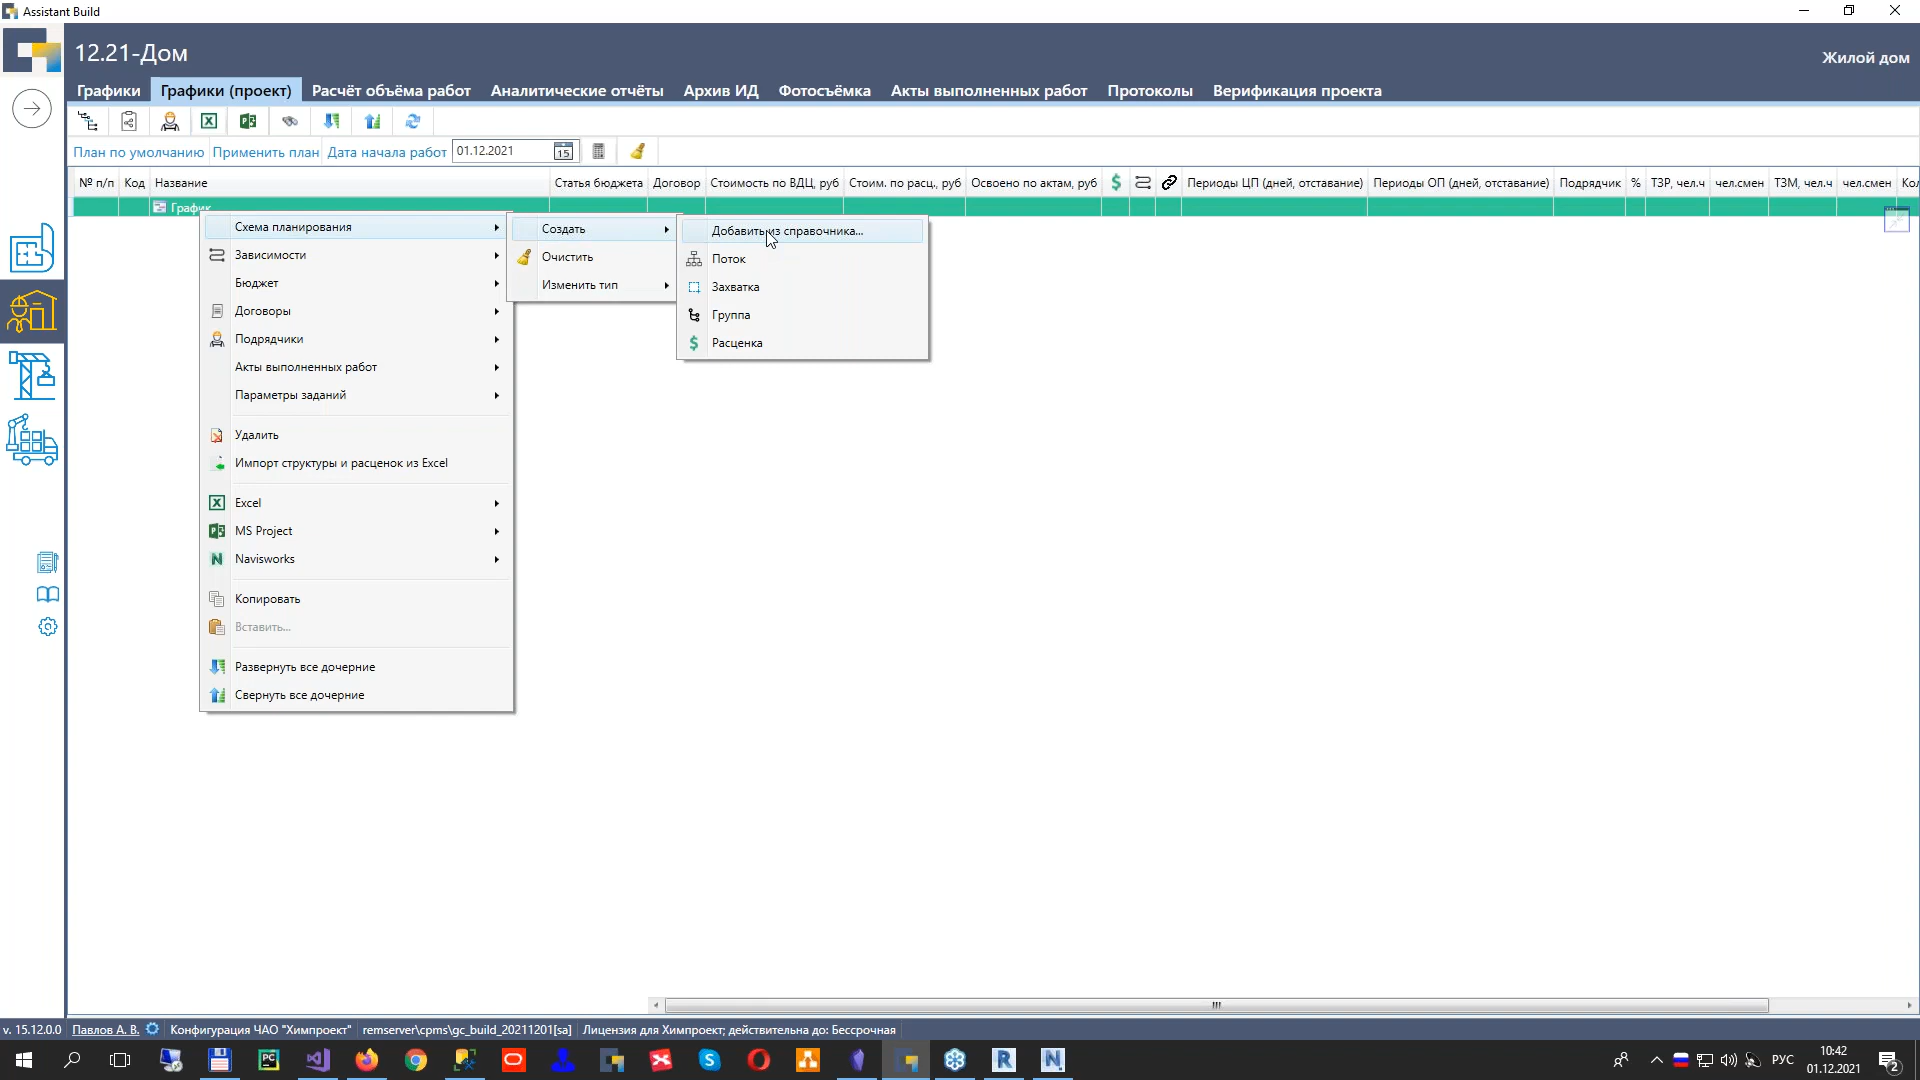 Assistant Build
12.21-Дом
Жилой дом
Графики Графики (проект) Расчёт объёма работ Аналитические отчёты Архив ИД Фотосъёмка Акты выполненных работ Протоколы Верификация проекта
План по умолчанию Применить план Дата начала работ 01.12.2021 15
№ п/п Код Название Статья бюджета Договор Стоимость по ВДЦ, руб Стоим. по расц., руб Освоено по актам, руб $ Периоды ЦП (дней, отставание) Периоды ОП (дней, отставание) Подрядчик % ТЗР, чел.ч чел.смен ТЗМ, чел.ч чел.смен Кол
График
Схема планирования
Зависимости
Бюджет
Договоры
Подрядчики
Акты выполненных работ
Параметры заданий
Удалить
Импорт структуры и расценок из Excel
Excel
MS Project
Navisworks
Копировать
Вставить...
Развернуть все дочерние
Свернуть все дочерние
Создать
Очистить
Изменить тип
Добавить из справочника...
Поток
Захватка
Группа
$ Расценка
v. 15.12.0.0 Павлов А. В. Конфигурация ЧАО "Химпроект" remserver\cpms\gc_build_20211201[sa] Лицензия для Химпроект; действительна до: Бессрочная
РУС
10:42
01.12.2021
2